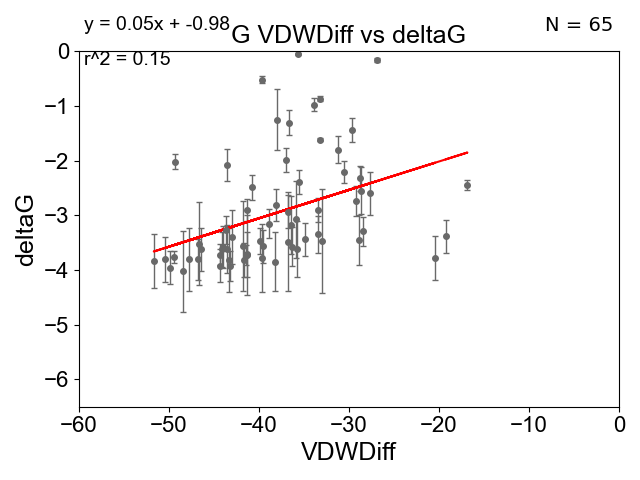 y = 0.05x + -0.98
N = 65
G VDWDiff vs deltaG
r^2 = 0.15
0
−1
−2
−3
−4
−5
−6
deltaG
−60
−50
−40
−30
−20
−10
0
VDWDiff